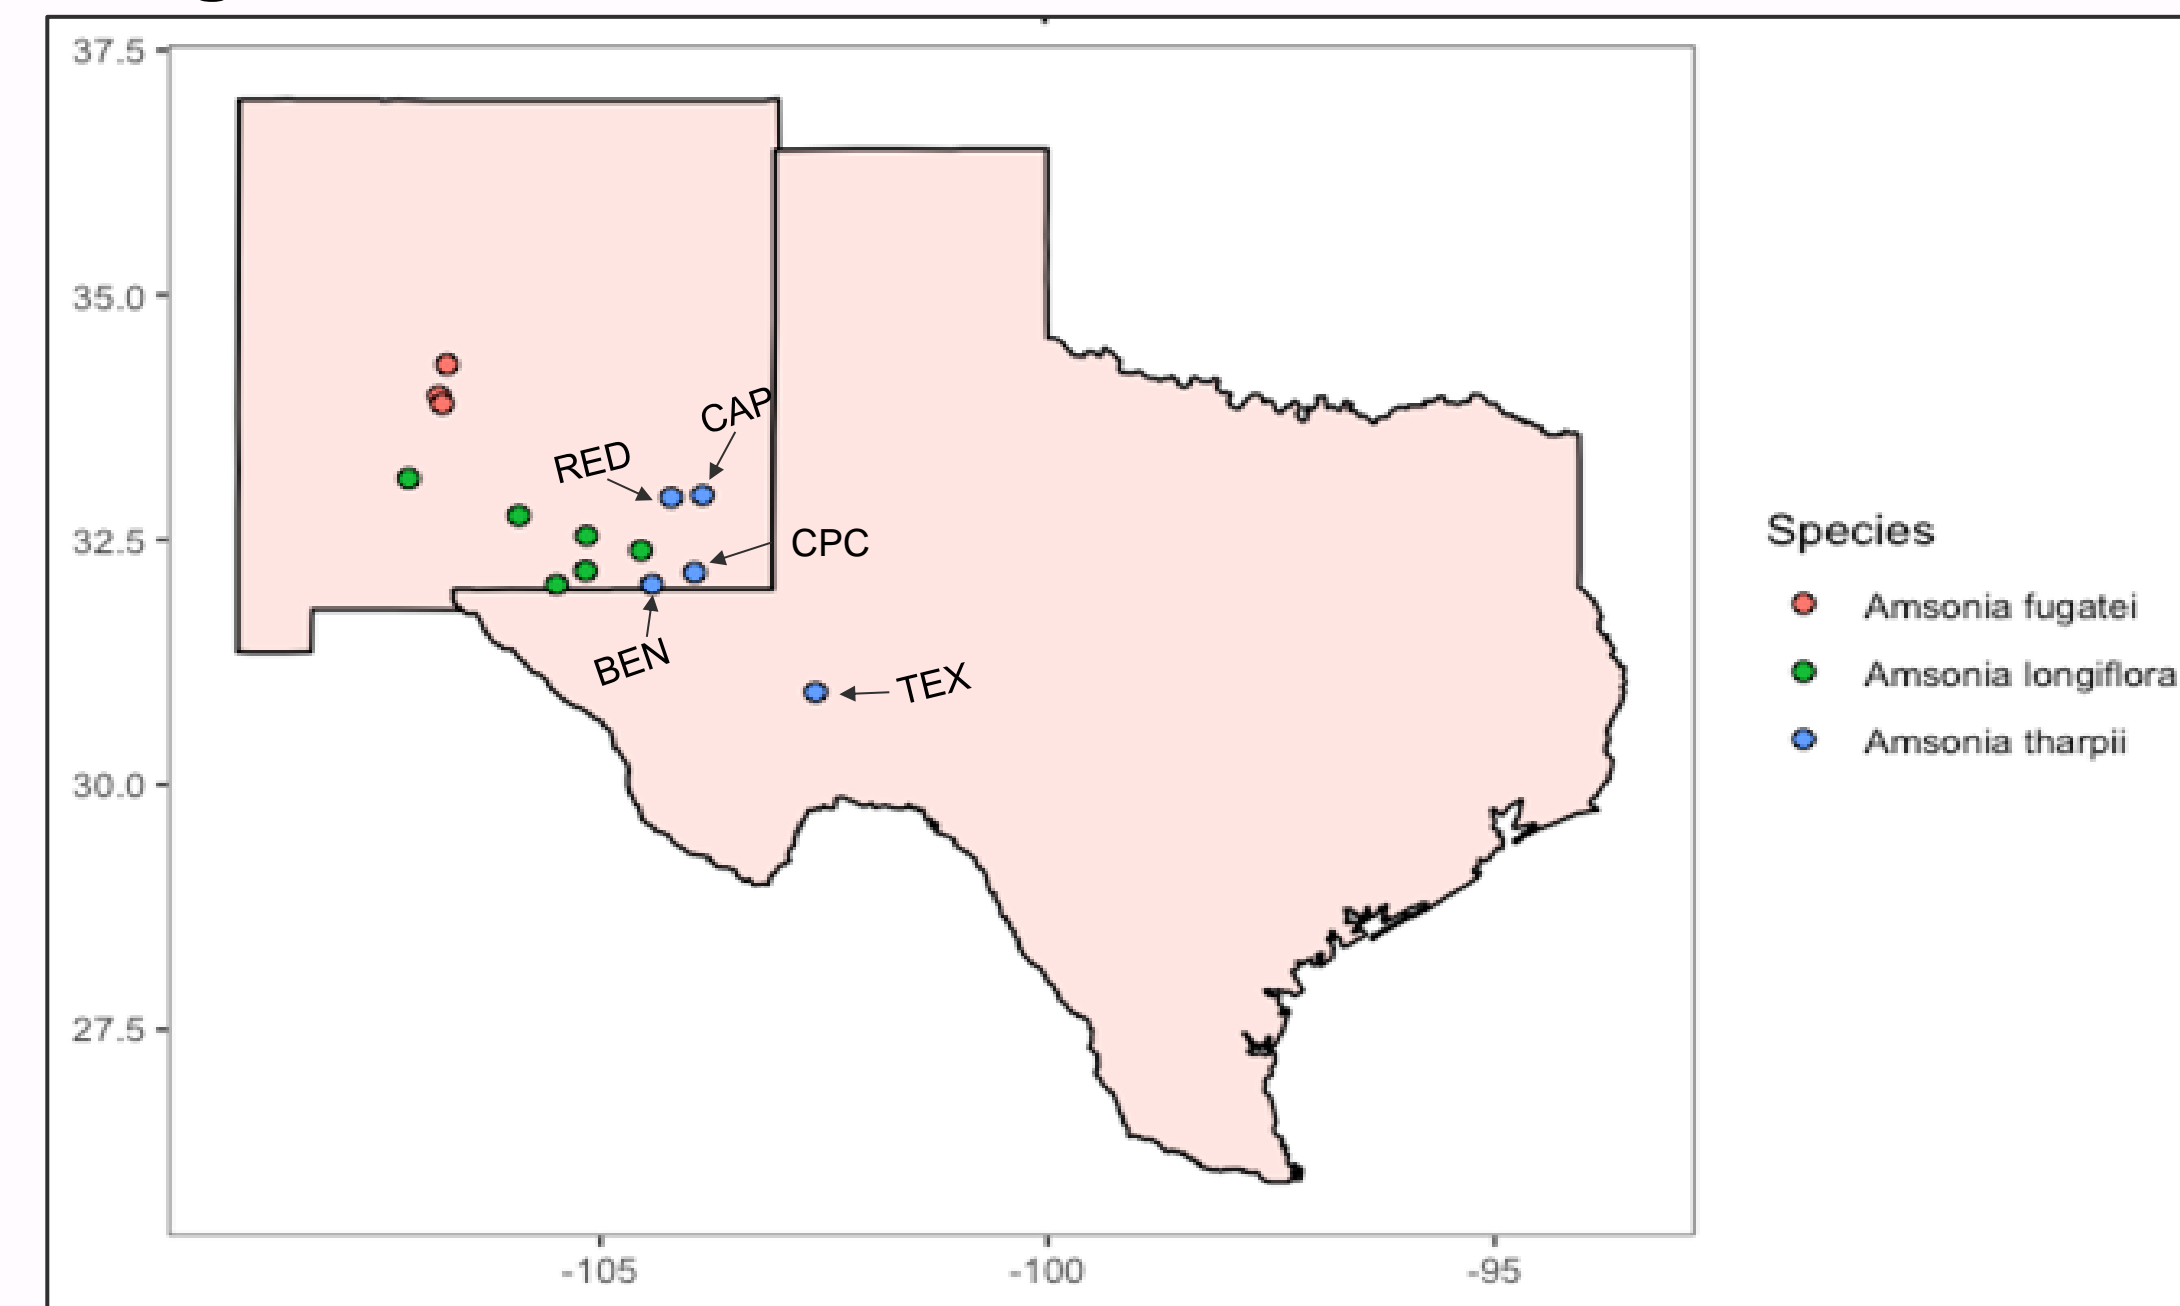 37.5
35.0
32.5
30.0
27.5
-105
-100
-95
CAP
RED
CPC
BEN
TEX
Species
Amsonia fugatei
Amsonia longiflora
Amsonia tharpii